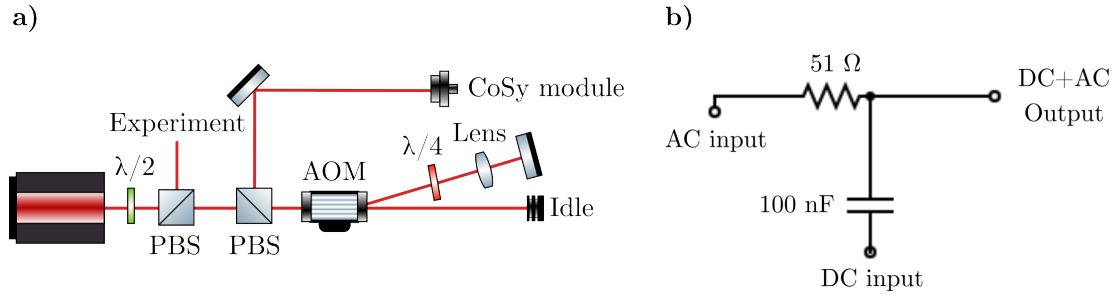 a)
CoSy module
Experiment
λ/2
PBS
PBS
AOM
λ/4
Lens
Idle
b)
51 Ω
AC input
DC+AC
Output
100 nF
DC input